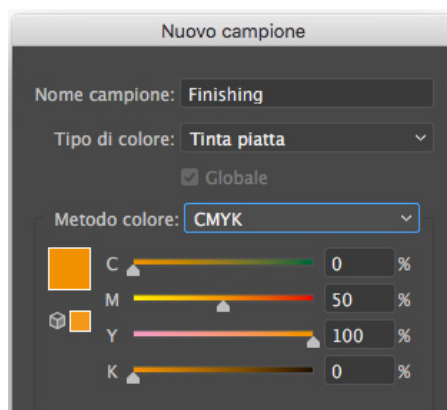 Nuovo campione
Nome campione: Finishing
Tipo di colore: Tinta piatta
Globale
Metodo colore: CMYK
C 0 %
M 50 %
Y 100 %
K 0 %